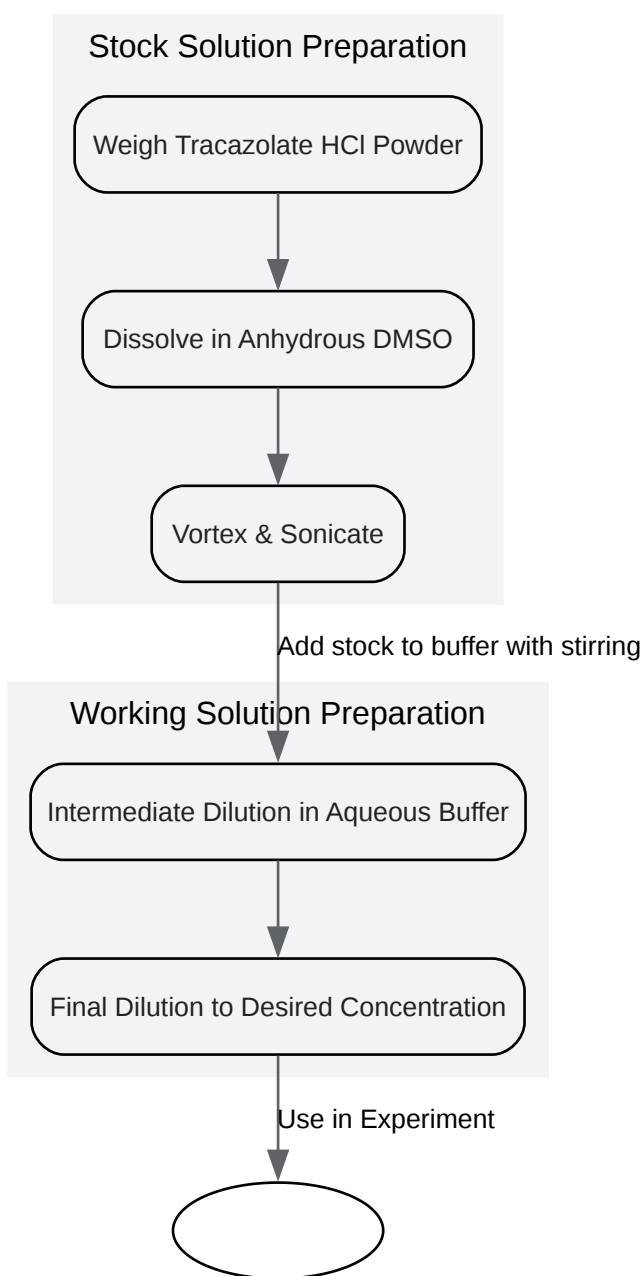 Stock Solution Preparation
Weigh Tracazolate HCl Powder
Dissolve in Anhydrous DMSO
Vortex & Sonicate
Add stock to buffer with stirring
Working Solution Preparation
Intermediate Dilution in Aqueous Buffer
Final Dilution to Desired Concentration
Use in Experiment